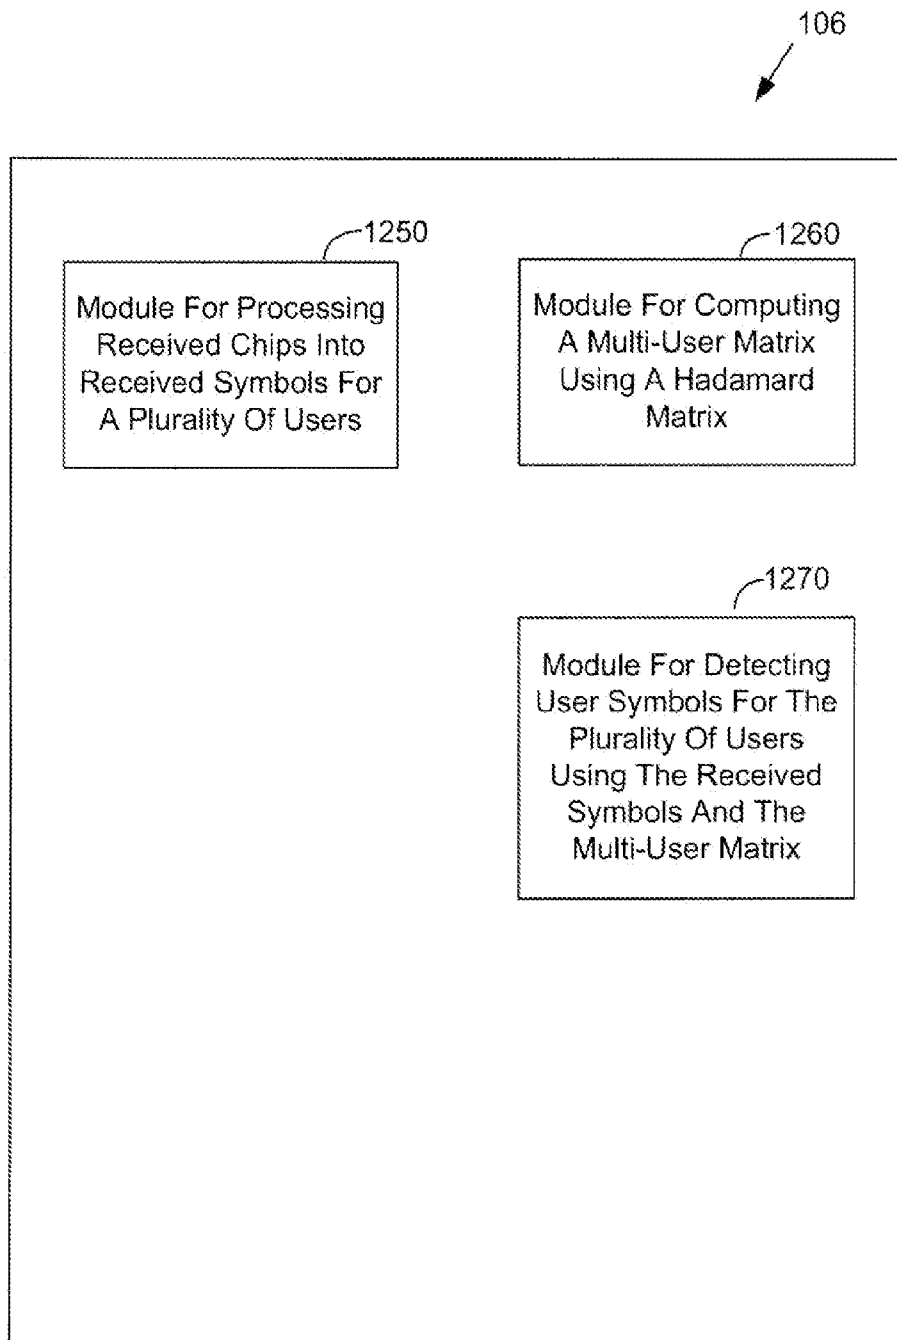 106
1250
Module For Processing
Received Chips Into
Received Symbols For
A Plurality Of Users
1260
Module For Computing
A Multi-User Matrix
Using A Hadamard
Matrix
1270
Module For Detecting
User Symbols For The
Plurality Of Users
Using The Received
Symbols And The
Multi-User Matrix